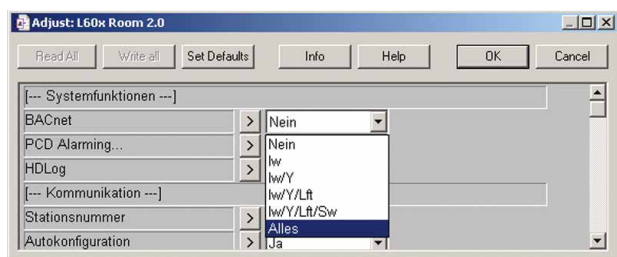 Adjust: L60x Room 2.0
Read All Write all Set Defaults Info Help OK Cancel
[--- Systemfunktionen ---]
BACnet > Nein
PCD Alarming... > Nein
HDLog > Iw
Iw/Y
[--- Kommunikation ---] Iw/Y/Lft
Stationsnummer > Iw/Y/Lft/Sw
Alles
Autokonfiguration > Ja